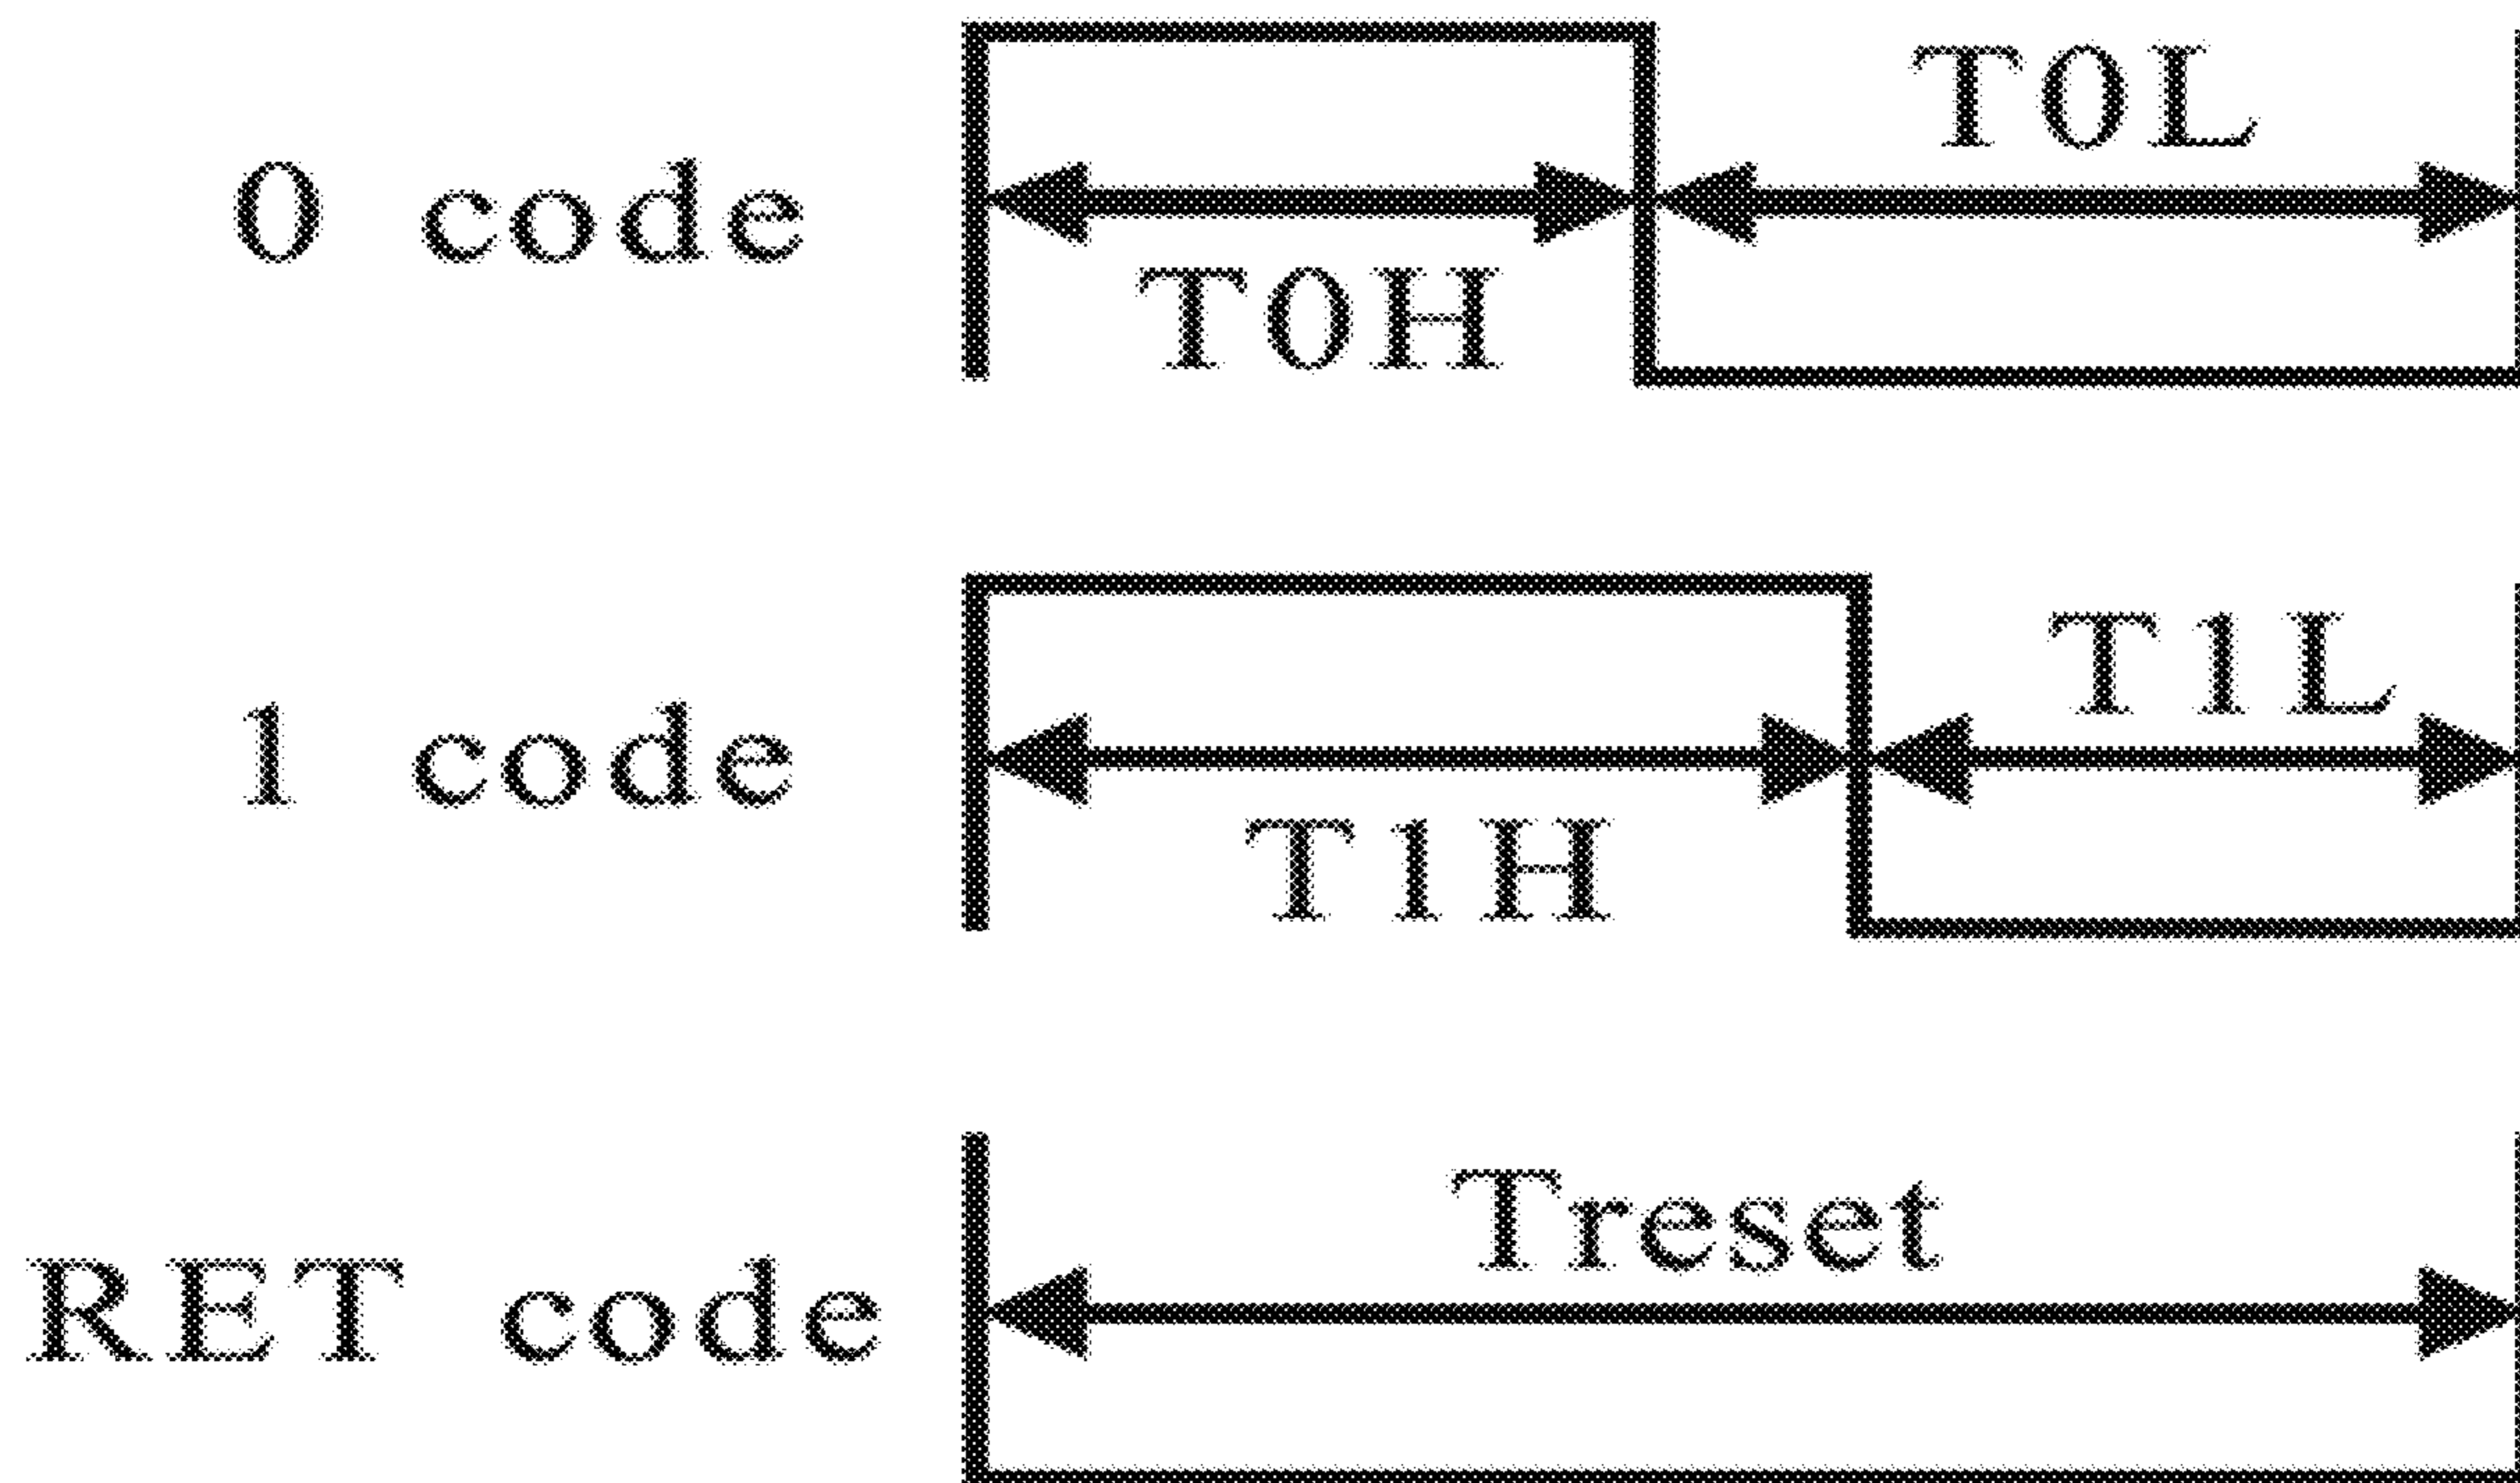 T0L
0 code
T0H
T1L
1 code
T1H
Treset
RET code